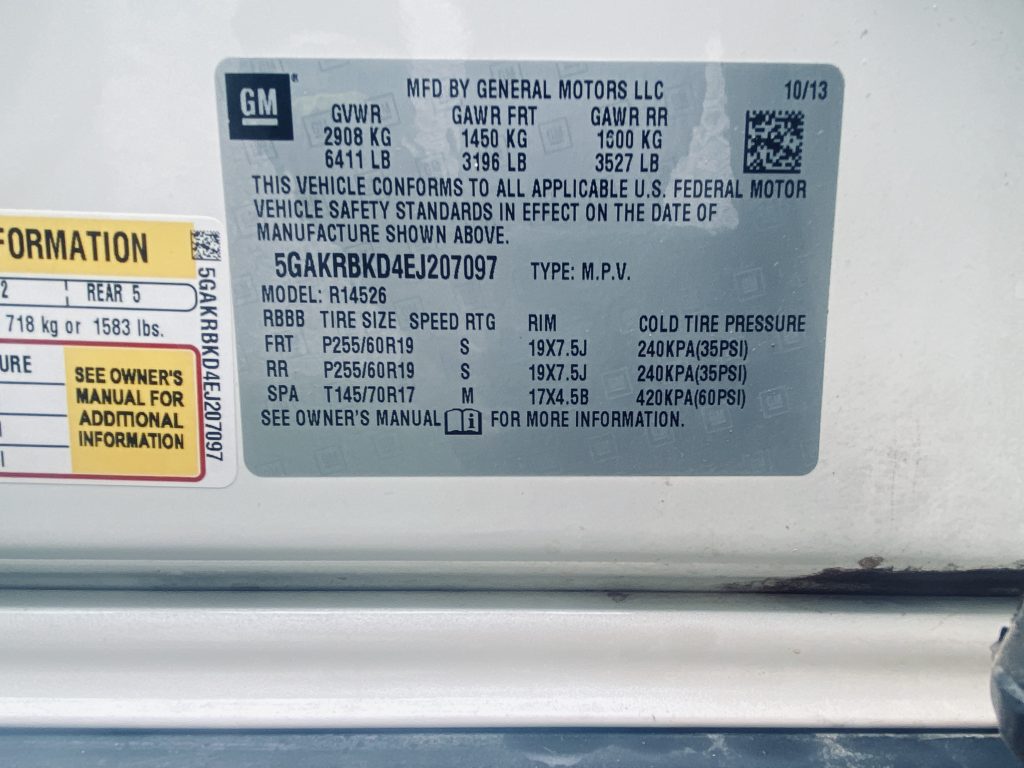 GM ®
MFD BY GENERAL MOTORS LLC 10/13
GVWR GAWR FRT GAWR RR
2908 KG 1450 KG 1600 KG
6411 LB 3196 LB 3527 LB
THIS VEHICLE CONFORMS TO ALL APPLICABLE U.S. FEDERAL MOTOR
VEHICLE SAFETY STANDARDS IN EFFECT ON THE DATE OF
MANUFACTURE SHOWN ABOVE.
5GAKRBKD4EJ207097 TYPE: M.P.V.
MODEL: R14526
RBBB TIRE SIZE SPEED RTG RIM COLD TIRE PRESSURE
FRT P255/60R19 S 19X7.5J 240KPA(35PSI)
RR P255/60R19 S 19X7.5J 240KPA(35PSI)
SPA T145/70R17 M 17X4.5B 420KPA(60PSI)
SEE OWNER'S MANUAL i FOR MORE INFORMATION.
FORMATION
2 REAR 5
718 kg or 1583 lbs.
URE
SEE OWNER'S
MANUAL FOR
ADDITIONAL
INFORMATION
5GAKRBKD4EJ207097